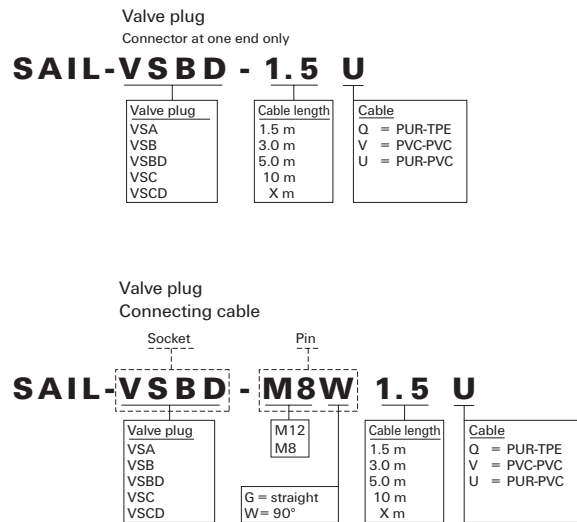 Valve plug
Connector at one end only
SAIL-VSBD - 1.5 U
Valve plug
VSA
VSB
VSBD
VSC
VSCD
Cable length
1.5 m
3.0 m
5.0 m
10 m
X m
Cable
Q = PUR-TPE
V = PVC-PVC
U = PUR-PVC
Valve plug
Connecting cable
Socket
Pin
SAIL-VSBD - M8W 1.5 U
Valve plug
VSA
VSB
VSBD
VSC
VSCD
M12
M8
G = straight
W = 90°
Cable length
1.5 m
3.0 m
5.0 m
10 m
X m
Cable
Q = PUR-TPE
V = PVC-PVC
U = PUR-PVC